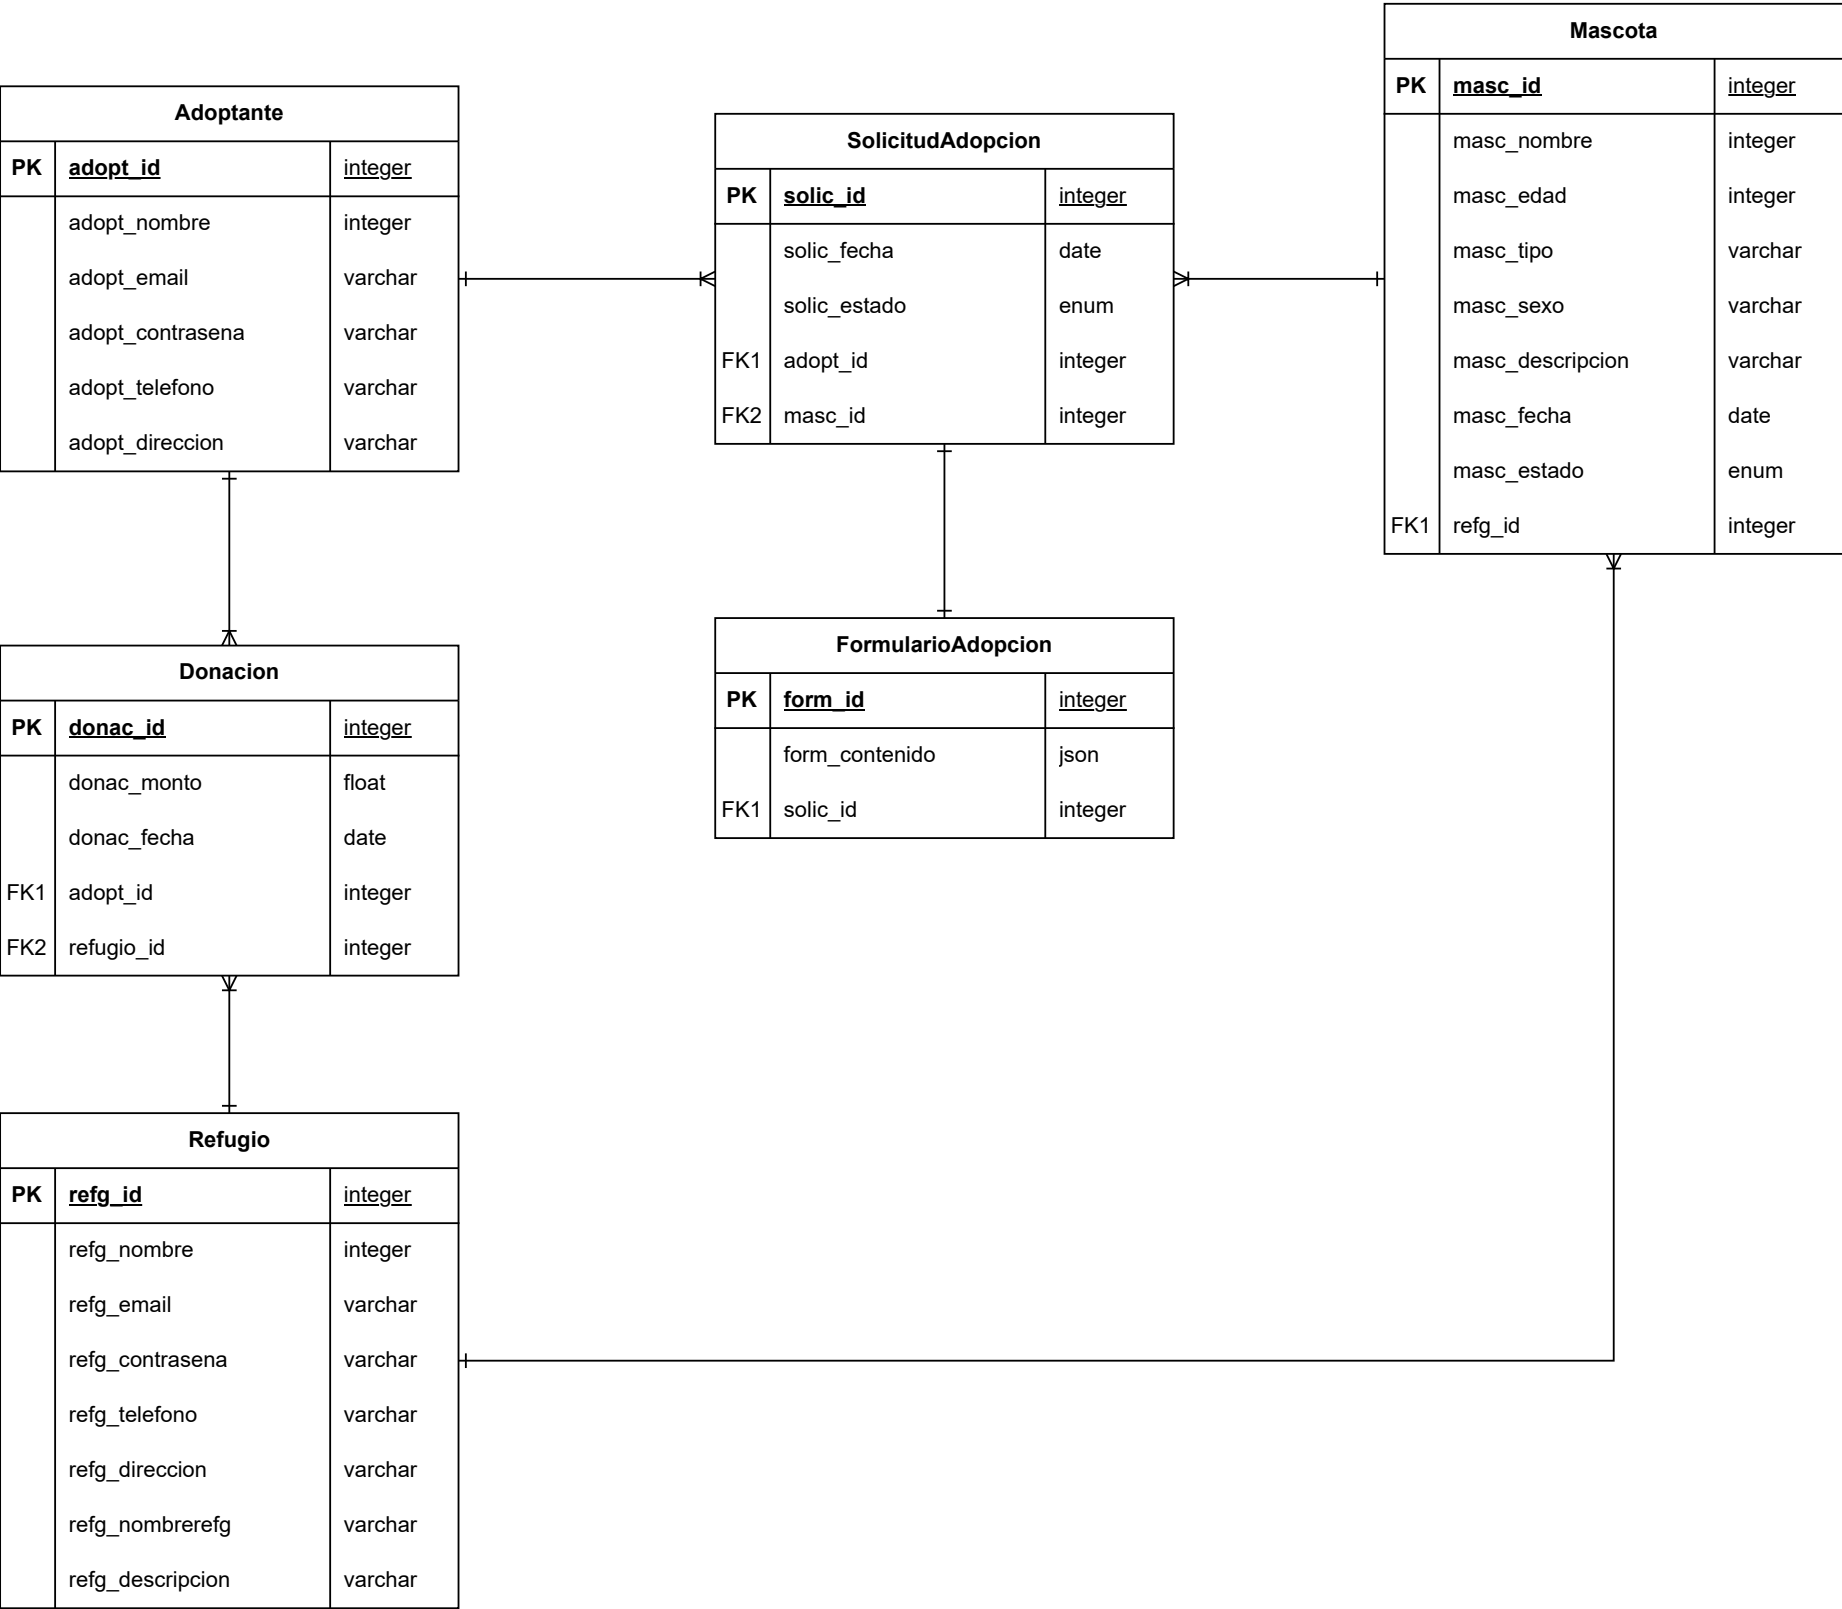 Adoptante
PK adopt_id integer
adopt_nombre integer
adopt_email varchar
adopt_contrasena varchar
adopt_telefono varchar
adopt_direccion varchar
SolicitudAdopcion
PK solic_id integer
solic_fecha date
solic_estado enum
FK1 adopt_id integer
FK2 masc_id integer
Mascota
PK masc_id integer
masc_nombre integer
masc_edad integer
masc_tipo varchar
masc_sexo varchar
masc_descripcion varchar
masc_fecha date
masc_estado enum
FK1 refg_id integer
Donacion
PK donac_id integer
donac_monto float
donac_fecha date
FK1 adopt_id integer
FK2 refugio_id integer
FormularioAdopcion
PK form_id integer
form_contenido json
FK1 solic_id integer
Refugio
PK refg_id integer
refg_nombre integer
refg_email varchar
refg_contrasena varchar
refg_telefono varchar
refg_direccion varchar
refg_nombrerefg varchar
refg_descripcion varchar